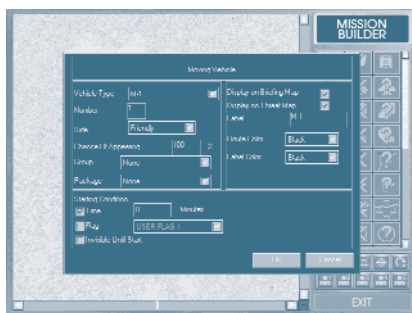 MISSION
BUILDER
Moving Vehicle
Vehicle Type M-1
Number 1
Side Friendly
Chance Of Appearing 100 %
Group None
Package None
Display on Briefing Map
Display on Threat Map
Label M-1
Route Color Black
Label Color Black
Starting Condition
Time 0 Minutes
Flag USER FLAG 1
Invisible Until Start
Ok Cancel
EXIT